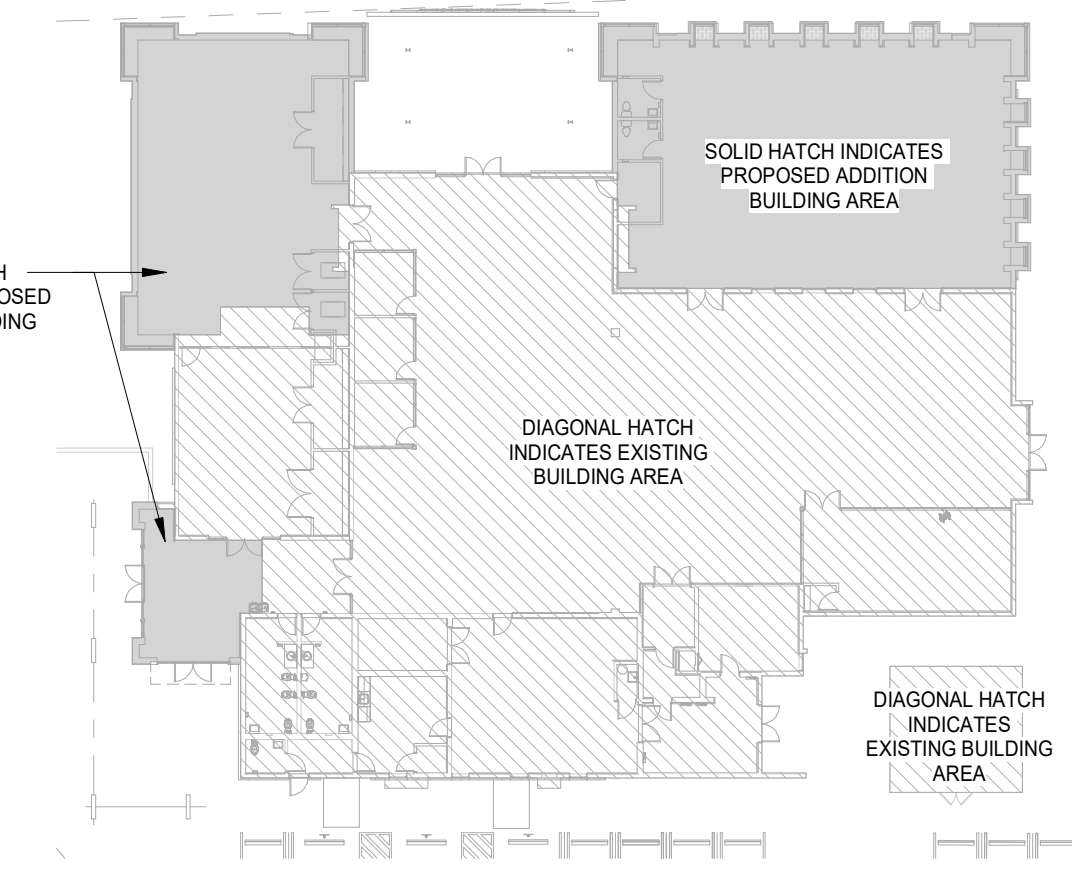 SOLID HATCH INDICATES
PROPOSED ADDITION
BUILDING AREA
DIAGONAL HATCH
INDICATES EXISTING
BUILDING AREA
DIAGONAL HATCH
INDICATES
EXISTING BUILDING
AREA